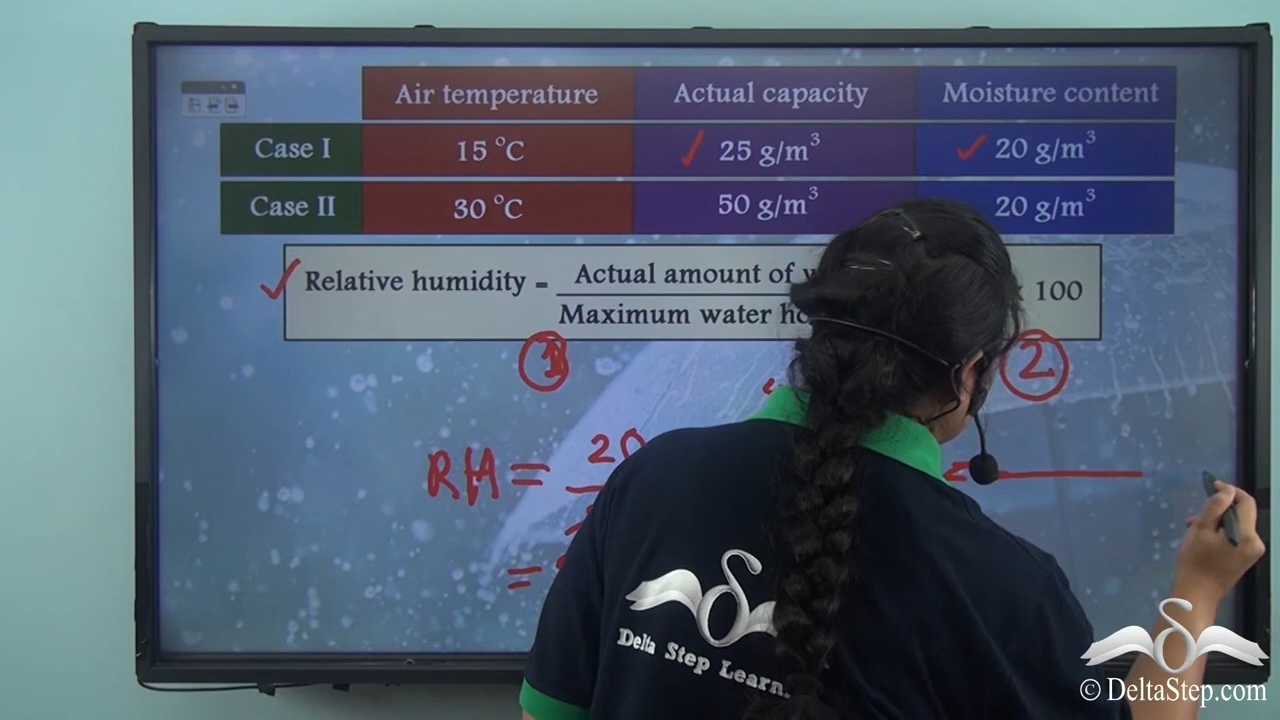 Air temperature Actual capacity Moisture content
Case I 15 °C ✓ 25 g/m³ ✓ 20 g/m³
Case II 30 °C 50 g/m³ 20 g/m³
Actual amount of
✓ Relative humidity = × 100
Maximum water
① ②
20
RH =
=
Delta Step Learn
© DeltaStep.com